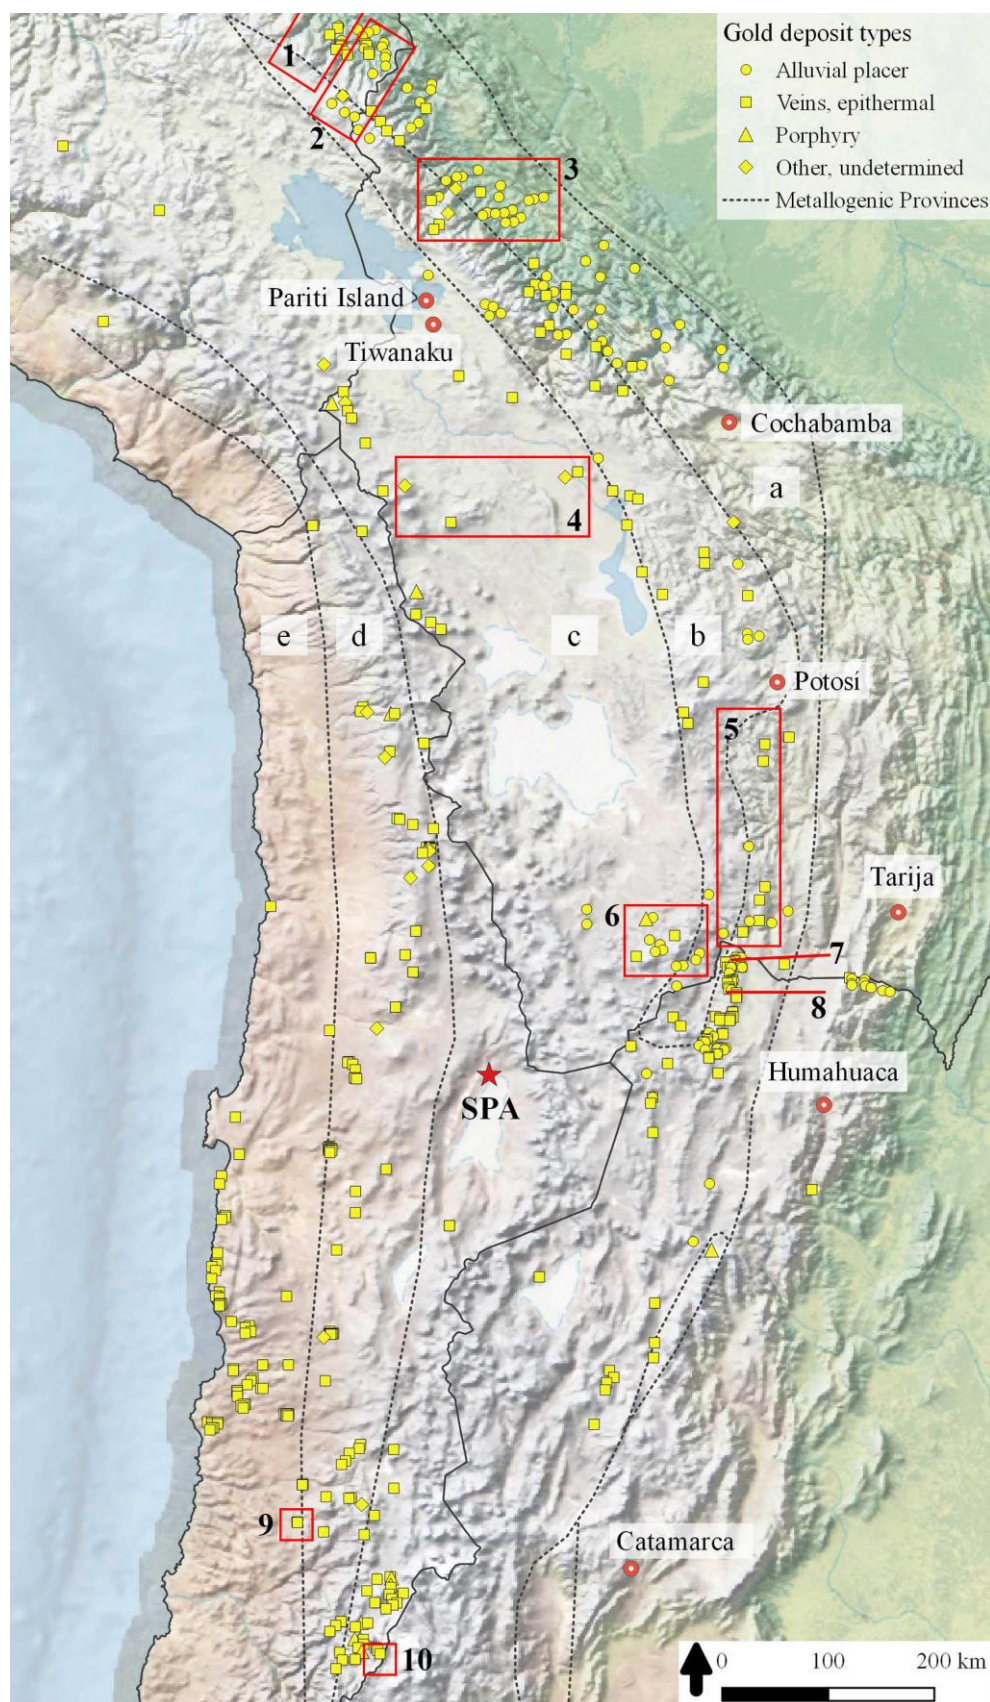 Gold deposit types
Alluvial placer
Veins, epithermal
Porphyry
Other, undetermined
Metallogenic Provinces
1
2
3
Pariti Island
Tiwanaku
Cochabamba
a
4
e
d
c
b
Potosí
5
Tarija
6
7
8
Humahuaca
SPA
9
Catamarca
10
0
100
200 km